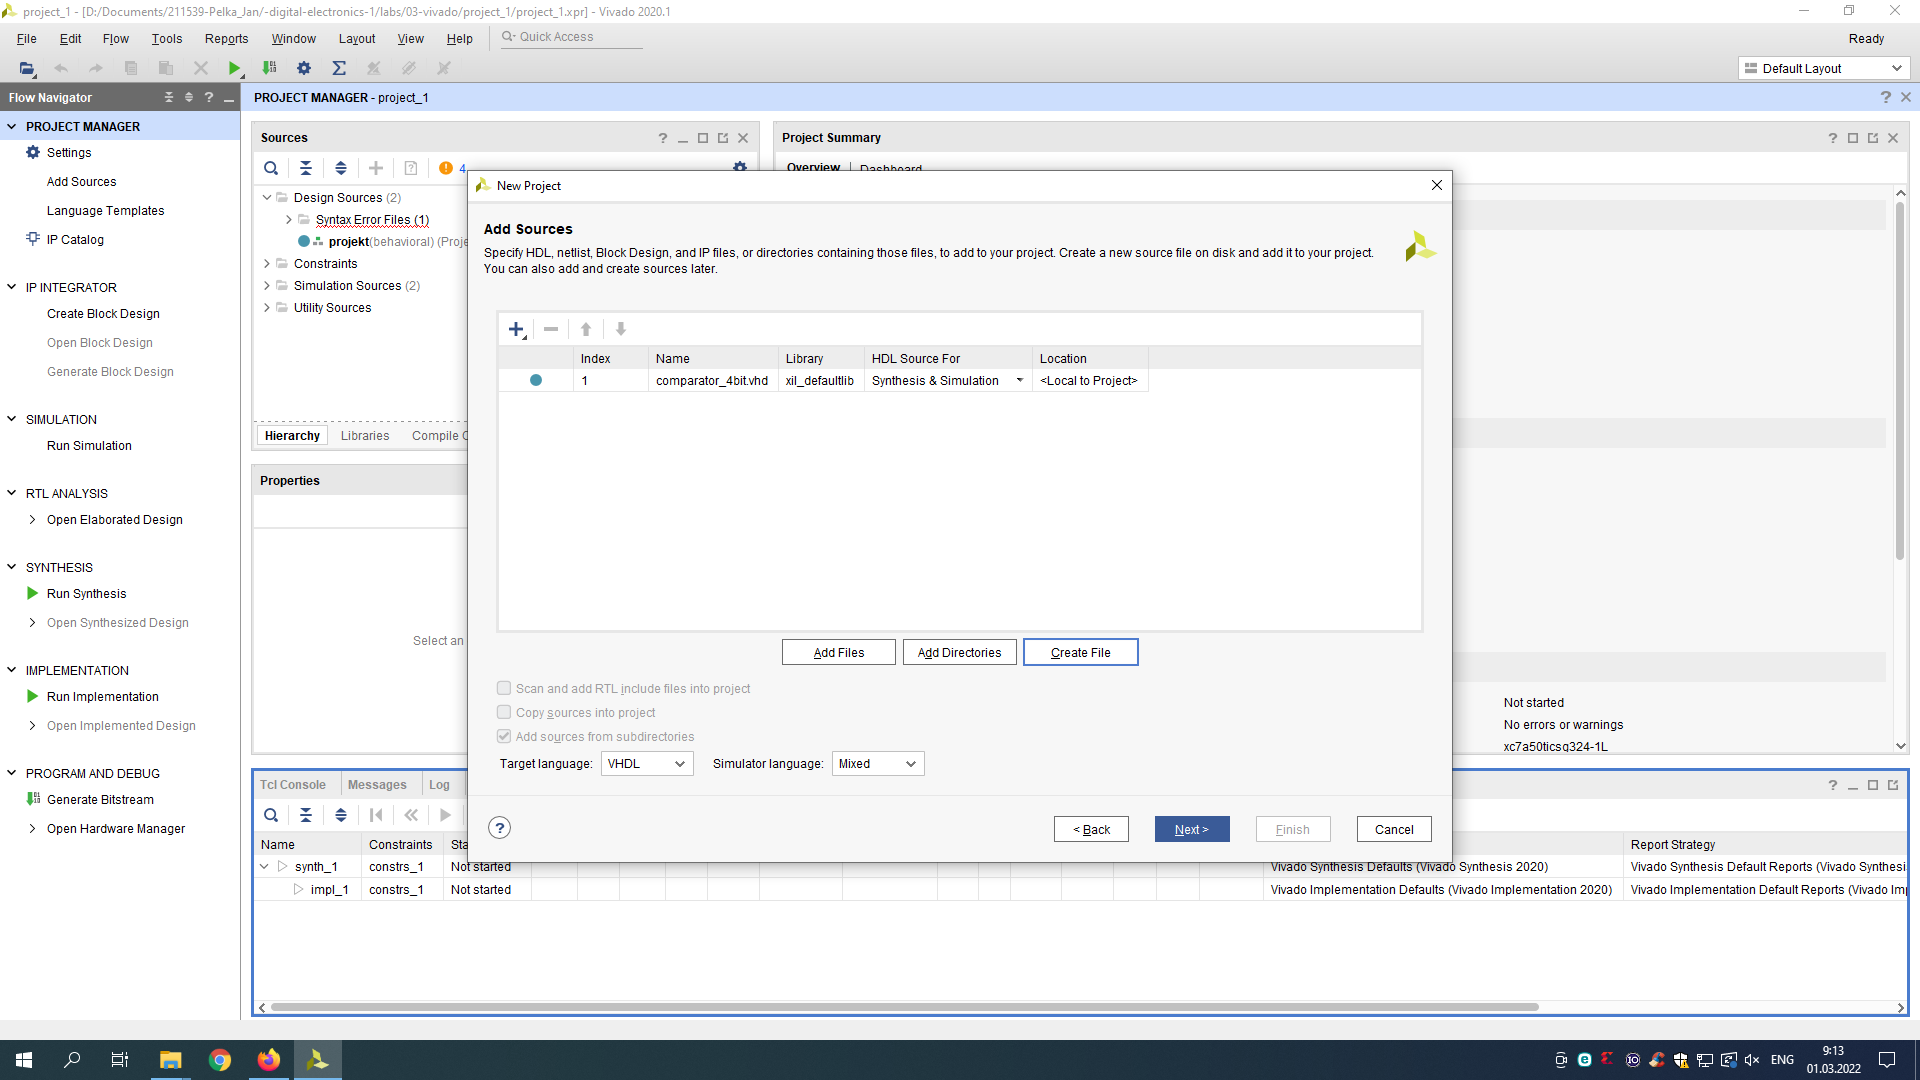 project_1 - [D:/Documents/211539-Pelka_Jan/-digital-electronics-1/labs/03-vivado/project_1/project_1.xpr] - Vivado 2020.1
File Edit Flow Tools Reports Window Layout View Help Quick Access Ready
Default Layout
Flow Navigator
PROJECT MANAGER - project_1
PROJECT MANAGER
Settings
Add Sources
Language Templates
IP Catalog
IP INTEGRATOR
Create Block Design
Open Block Design
Generate Block Design
SIMULATION
Run Simulation
RTL ANALYSIS
Open Elaborated Design
SYNTHESIS
Run Synthesis
Open Synthesized Design
IMPLEMENTATION
Run Implementation
Open Implemented Design
PROGRAM AND DEBUG
Generate Bitstream
Open Hardware Manager
Sources
4
Design Sources (2)
Syntax Error Files (1)
projekt(behavioral) (Proje
Constraints
Simulation Sources (2)
Utility Sources
Hierarchy Libraries Compile
Properties
Select an
Project Summary
Overview Dashboard
Not started
No errors or warnings
xc7a50ticsg324-1L
New Project
Add Sources
Specify HDL, netlist, Block Design, and IP files, or directories containing those files, to add to your project. Create a new source file on disk and add it to your project.
You can also add and create sources later.
Index Name Library HDL Source For Location
1 comparator_4bit.vhd xil_defaultlib Synthesis & Simulation <Local to Project>
Add Files Add Directories Create File
Scan and add RTL include files into project
Copy sources into project
Add sources from subdirectories
Target language: VHDL Simulator language: Mixed
? < Back Next > Finish Cancel
Tcl Console Messages Log
Name Constraints Sta Report Strategy
synth_1 constrs_1 Not started Vivado Synthesis Defaults (Vivado Synthesis 2020) Vivado Synthesis Default Reports (Vivado Synthesi
impl_1 constrs_1 Not started Vivado Implementation Defaults (Vivado Implementation 2020) Vivado Implementation Default Reports (Vivado Im
ENG
9:13
01.03.2022